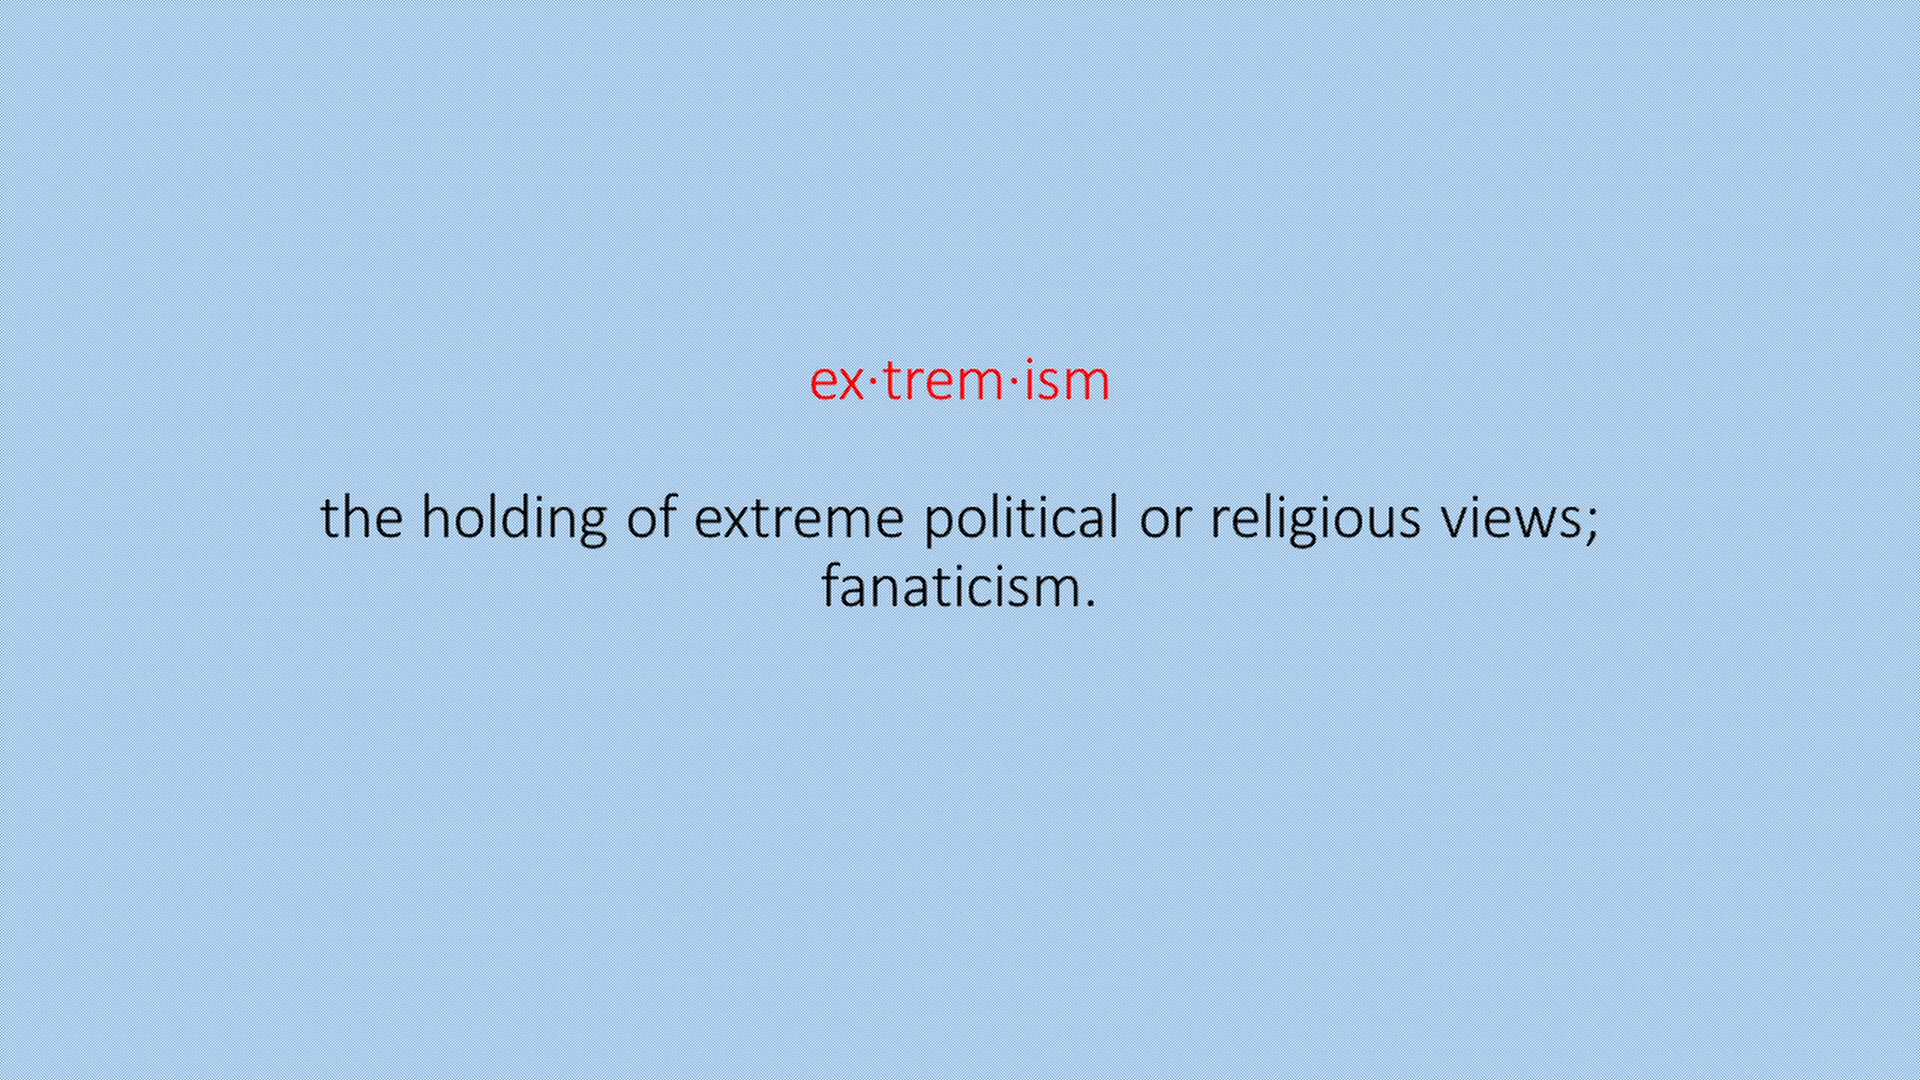 ex·trem·ism
the holding of extreme political or religious views;
fanaticism.